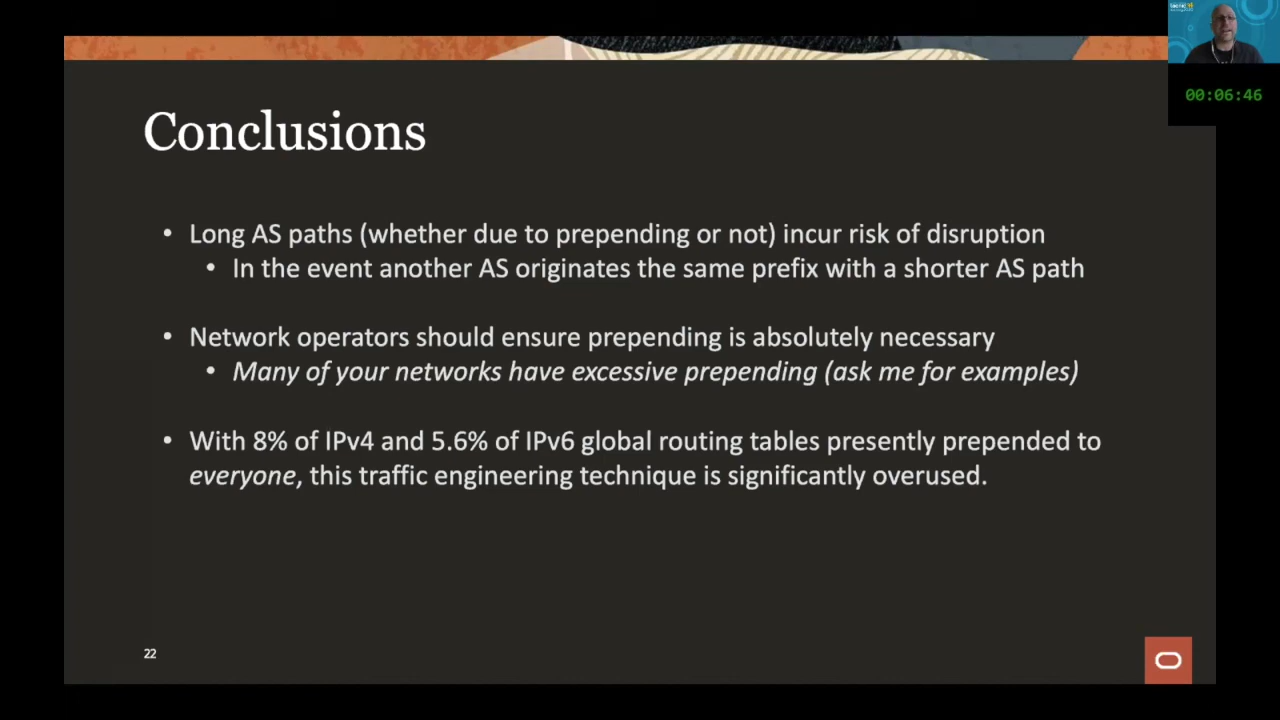 00:06:46
Conclusions
• Long AS paths (whether due to prepending or not) incur risk of disruption
• In the event another AS originates the same prefix with a shorter AS path
• Network operators should ensure prepending is absolutely necessary
• Many of your networks have excessive prepending (ask me for examples)
• With 8% of IPv4 and 5.6% of IPv6 global routing tables presently prepended to
everyone, this traffic engineering technique is significantly overused.
22